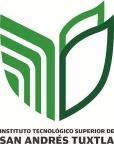 INSTITUTO TECNOLÓGICO SUPERIOR DE
SAN ANDRÉS TUXTLA